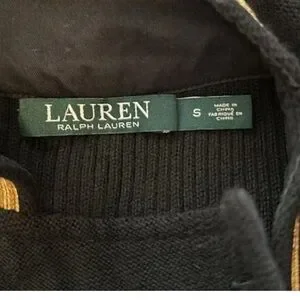 LAUREN
RALPH LAUREN
S
MADE IN
CHINA
FABRIQUÉ EN
CHINE